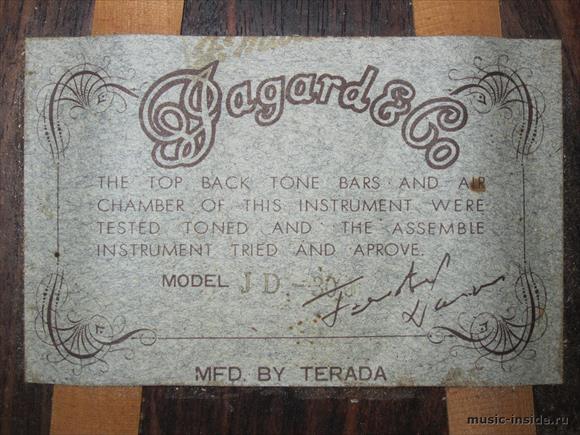 Jagard & Co
THE TOP BACK TONE BARS AND AIR
CHAMBER OF THIS INSTRUMENT WERE
TESTED TONED AND THE ASSEMBLE
INSTRUMENT TRIED AND APROVE.
MODEL JD-300
MFD. BY TERADA
music-inside.ru